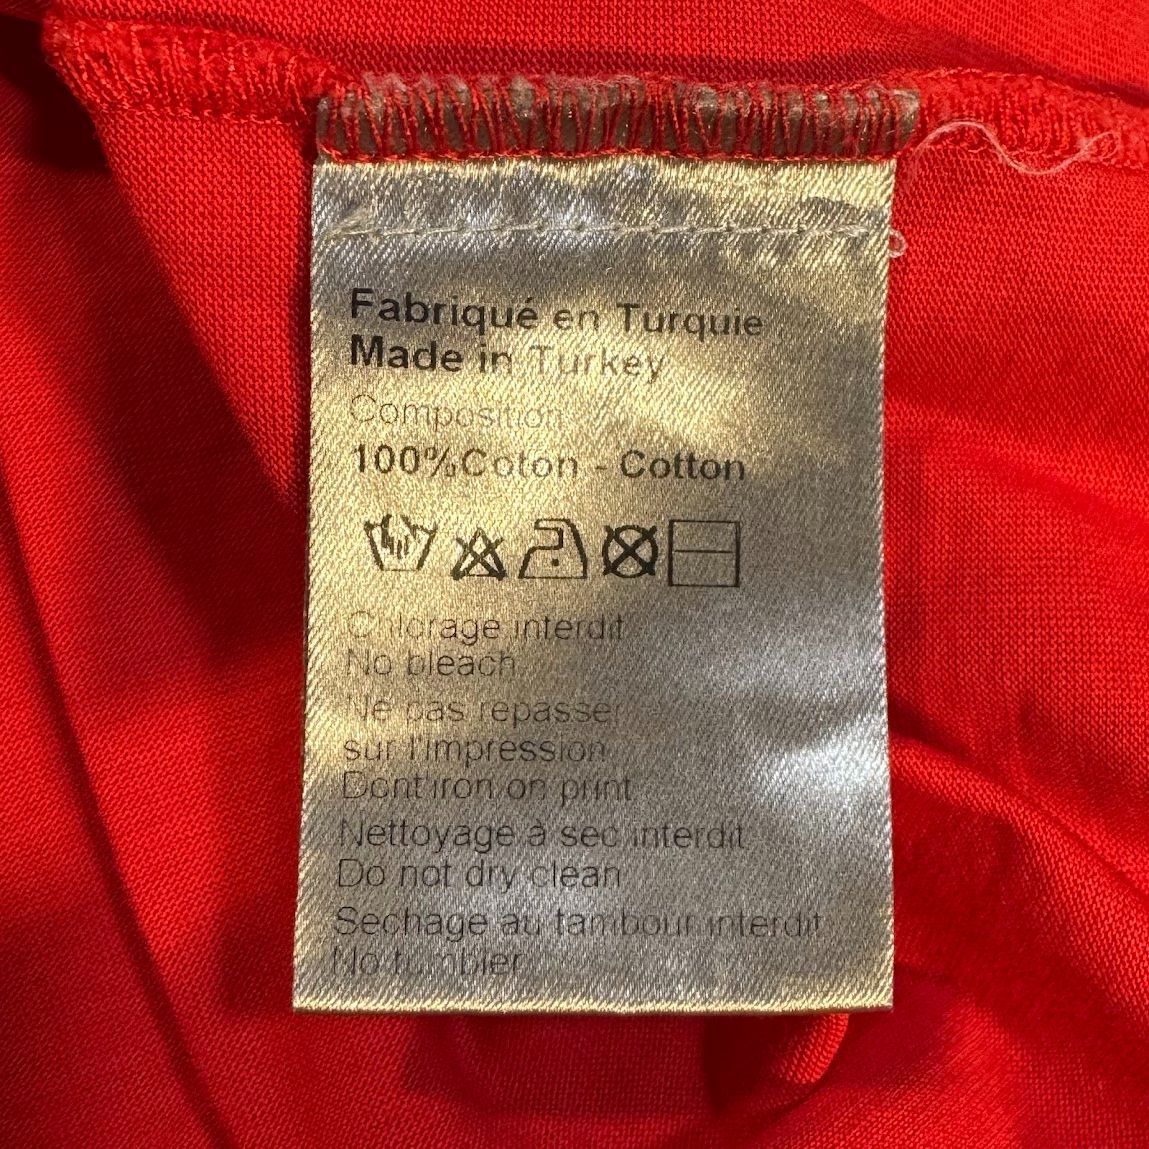 Fabriqué en Turquie
Made in Turkey
Composition
100%Coton - Cotton
Chlorage interdit
No bleach
Ne pas repasser
sur l'impression
Dont'iron on print
Nettoyage à sec interdit
Do not dry clean
Sechage au tambour interdit
No tumbler